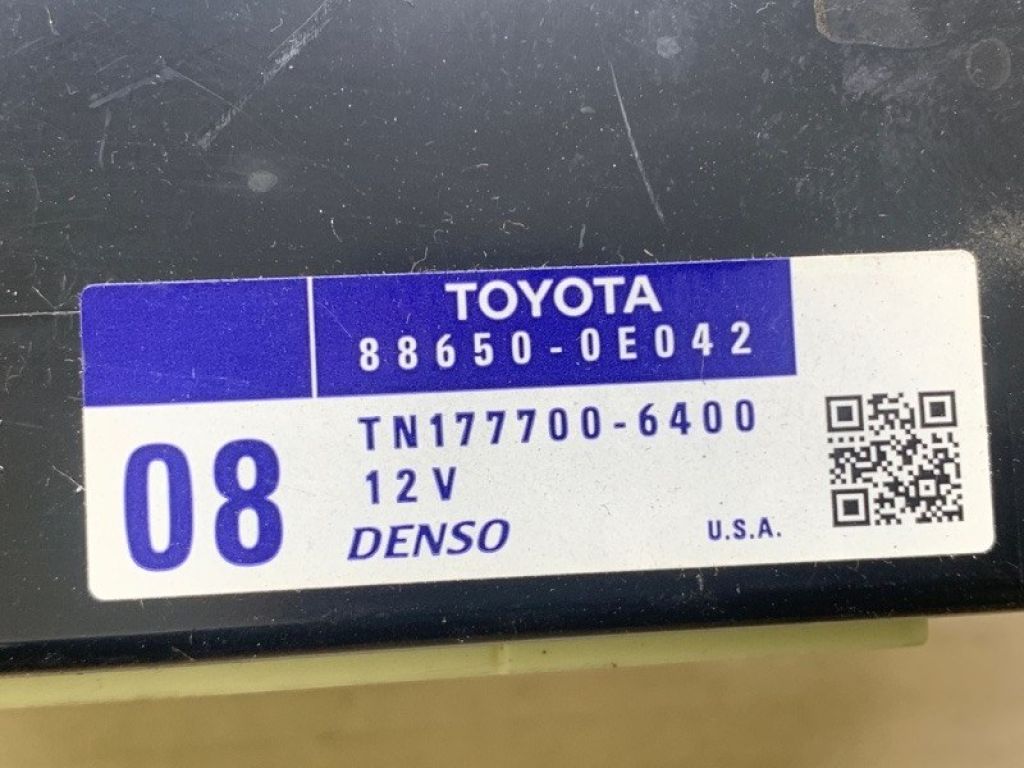 TOYOTA
88650-0E042
08
TN177700-6400
12V
DENSO
U.S.A.